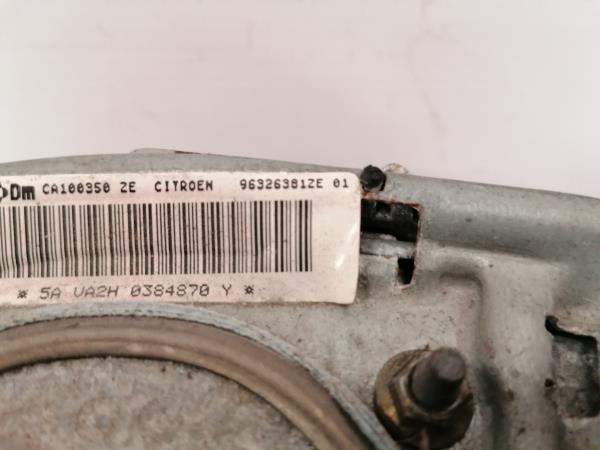 Dm CA100350 ZE CITROEN 96326381ZE 01
* 5A VA2H 0384870 Y *